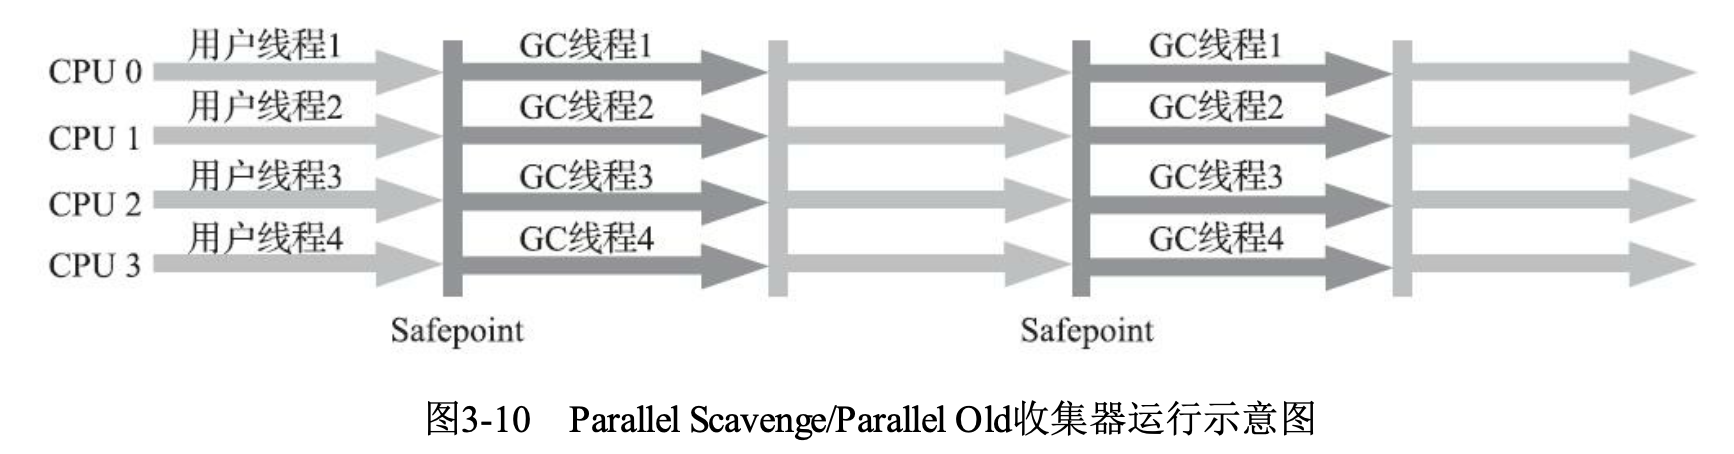 用户线程1 GC线程1 GC线程1
CPU 0
用户线程2 GC线程2 GC线程2
CPU 1
用户线程3 GC线程3 GC线程3
CPU 2
用户线程4 GC线程4 GC线程4
CPU 3
Safepoint Safepoint
图3-10 Parallel Scavenge/Parallel Old收集器运行示意图